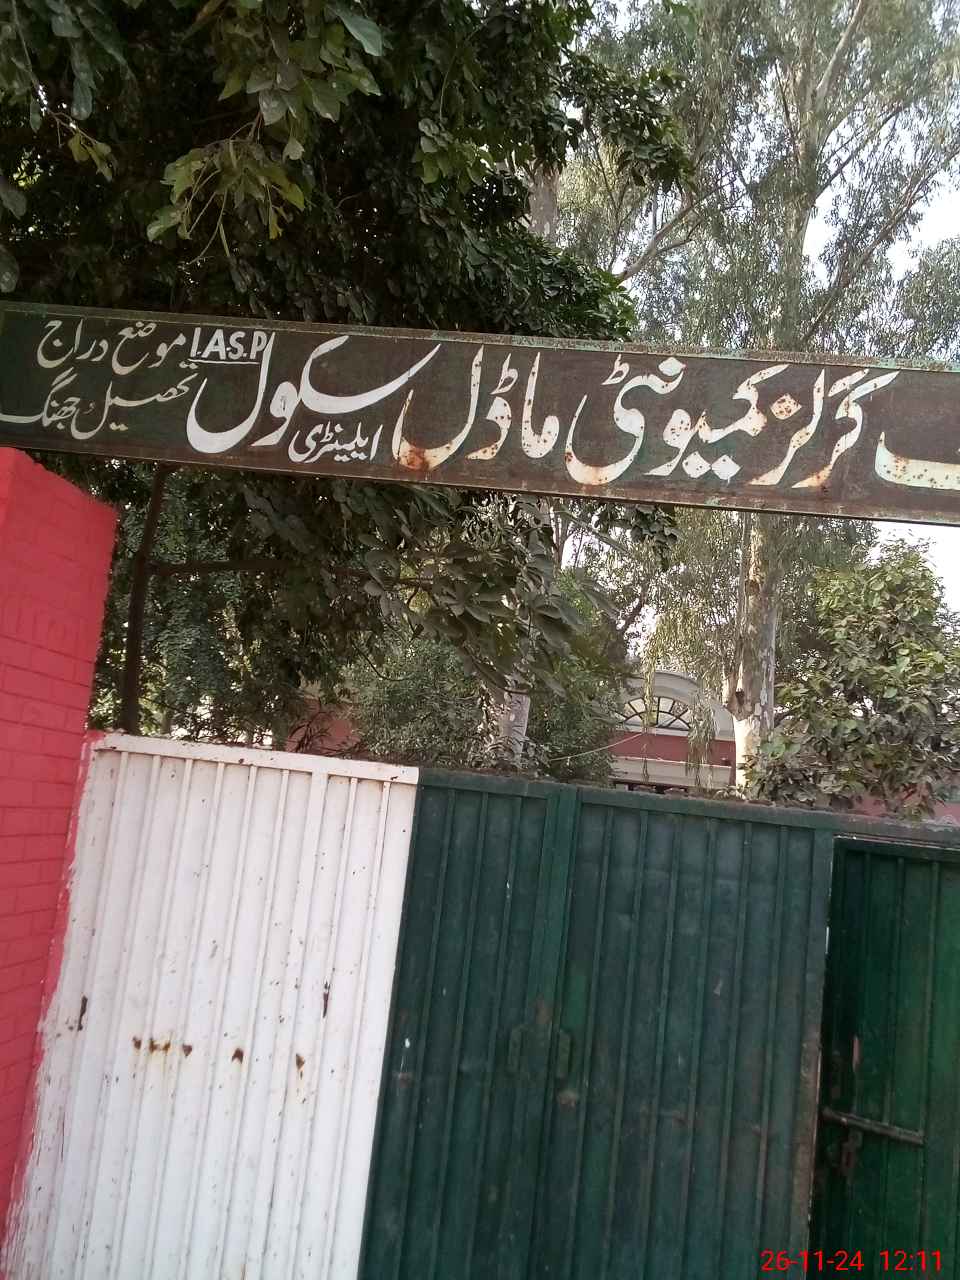 گرلز کمیونٹی ماڈل سکول
ایلیمنٹری
I.A.S.P
موضع دراج
تحصیل جھنگ
26-11-24 12:11